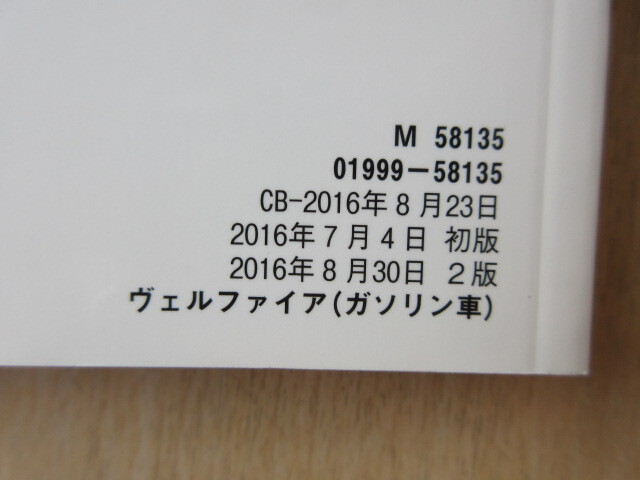 M 58135
01999-58135
CB-2016年8月23日
2016年7月4日 初版
2016年8月30日 2版
ヴェルファイア(ガソリン車)